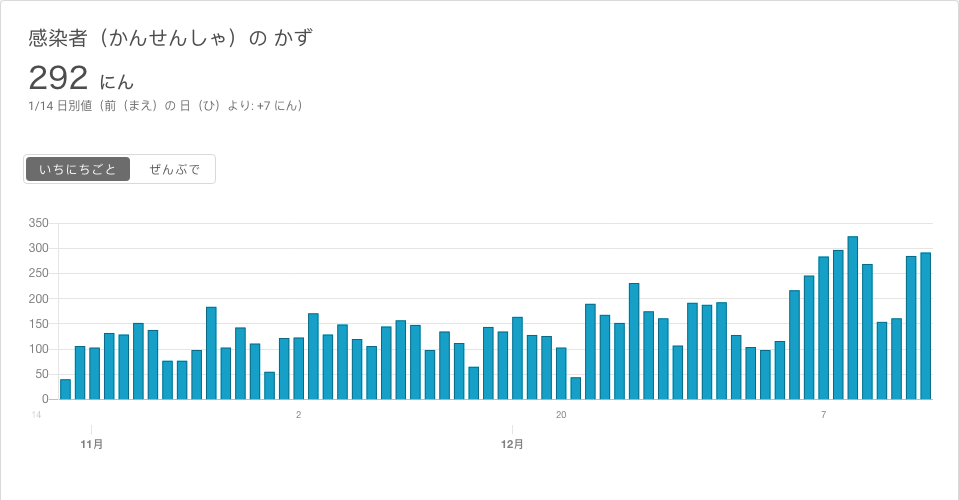 感染者（かんせんしゃ）の かず
292 にん
1/14 日別値（前（まえ）の 日（ひ）より: +7 にん）
いちにちごと ぜんぶで
350
300
250
200
150
100
50
0
14 2 20 7
11月 12月